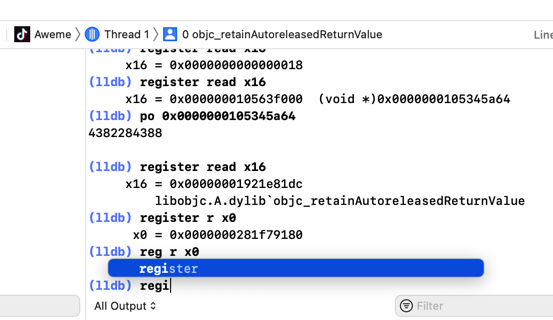 Aweme 〉 Thread 1 〉 0 objc_retainAutoreleasedReturnValue
Line
(lldb) register read x16
x16 = 0x0000000000000018
(lldb) register read x16
x16 = 0x000000010563f000 (void *)0x0000000105345a64
(lldb) po 0x0000000105345a64
4382284388
(lldb) register read x16
x16 = 0x00000001921e81dc
libobjc.A.dylib`objc_retainAutoreleasedReturnValue
(lldb) register r x0
x0 = 0x0000000281f79180
(lldb) reg r x0
register
(lldb) regi
All Output
Filter